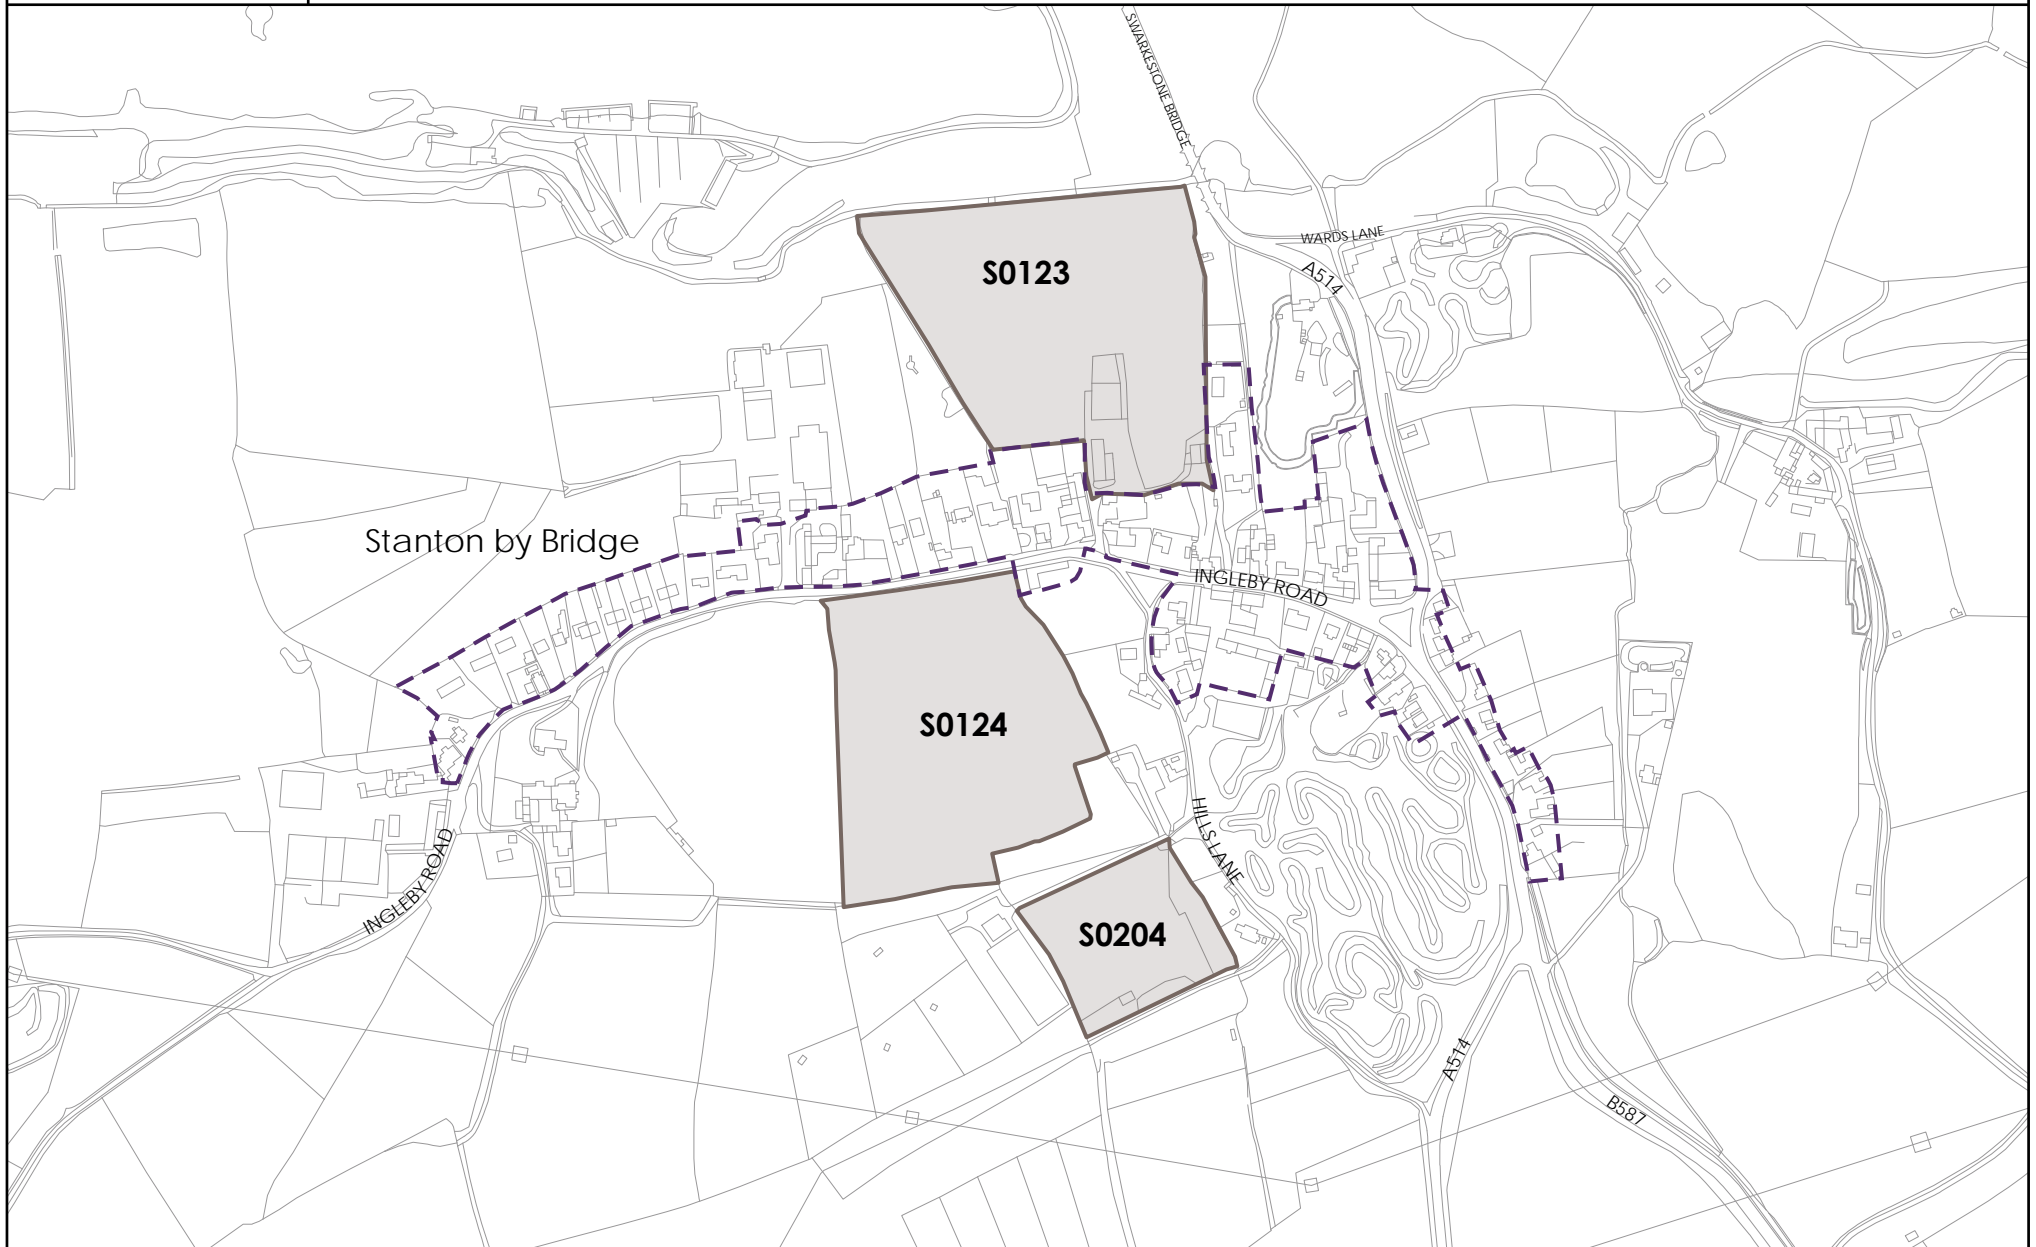 SWARKESTONE BRIDGE
WARDS LANE
S0123
A514
Stanton by Bridge
INGLEBY ROAD
S0124
HILLS LANE
INGLEBY ROAD
S0204
A514
B587